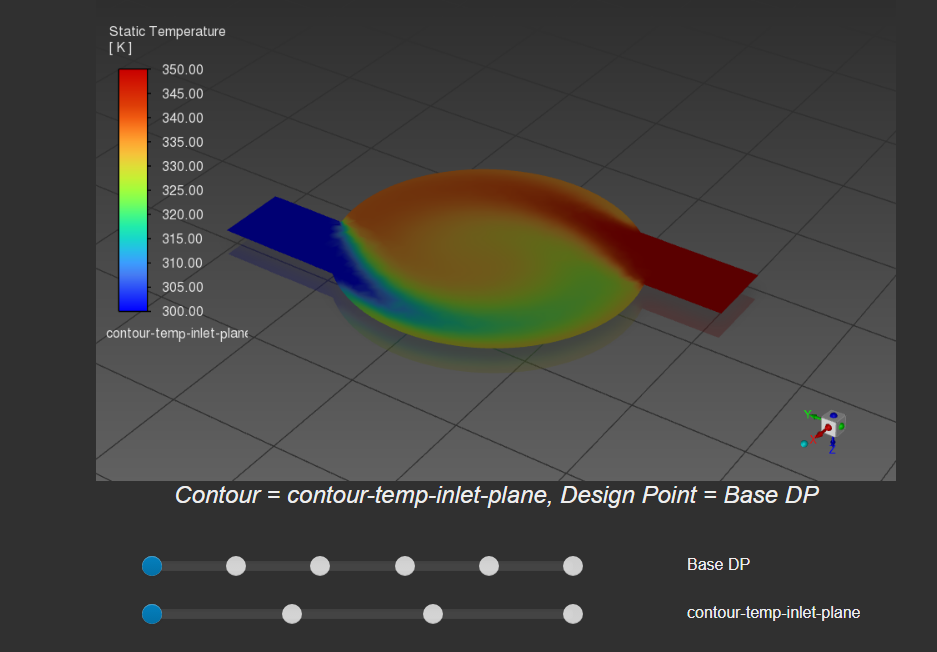 Static Temperature
[ K ]
350.00
345.00
340.00
335.00
330.00
325.00
320.00
315.00
310.00
305.00
300.00
contour-temp-inlet-plane
Y
Z
Contour = contour-temp-inlet-plane, Design Point = Base DP
Base DP
contour-temp-inlet-plane